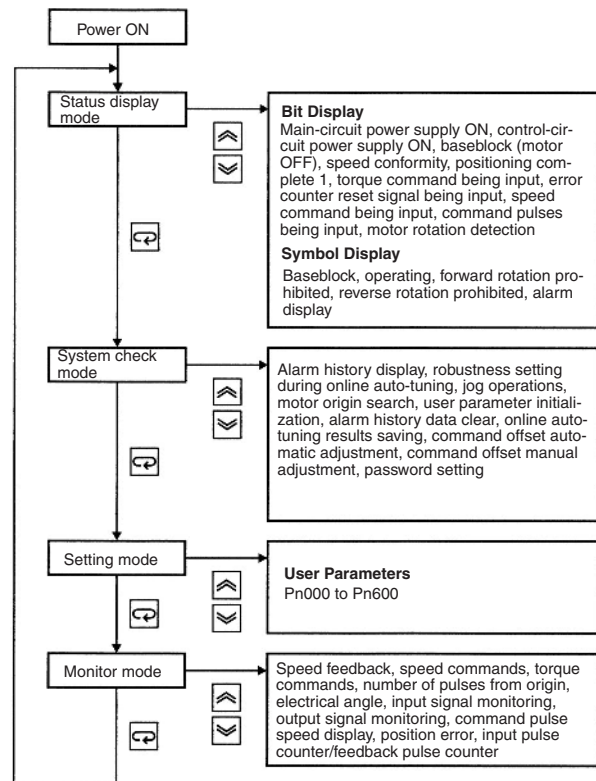 Power ON
Status display
mode
Bit Display
Main-circuit power supply ON, control-cir-
cuit power supply ON, baseblock (motor
OFF), speed conformity, positioning com-
plete 1, torque command being input, error
counter reset signal being input, speed
command being input, command pulses
being input, motor rotation detection
Symbol Display
Baseblock, operating, forward rotation pro-
hibited, reverse rotation prohibited, alarm
display
System check
mode
Alarm history display, robustness setting
during online auto-tuning, jog operations,
motor origin search, user parameter initial-
ization, alarm history data clear, online auto-
tuning results saving, command offset auto-
matic adjustment, command offset manual
adjustment, password setting
Setting mode
User Parameters
Pn000 to Pn600
Monitor mode
Speed feedback, speed commands, torque
commands, number of pulses from origin,
electrical angle, input signal monitoring,
output signal monitoring, command pulse
speed display, position error, input pulse
counter/feedback pulse counter